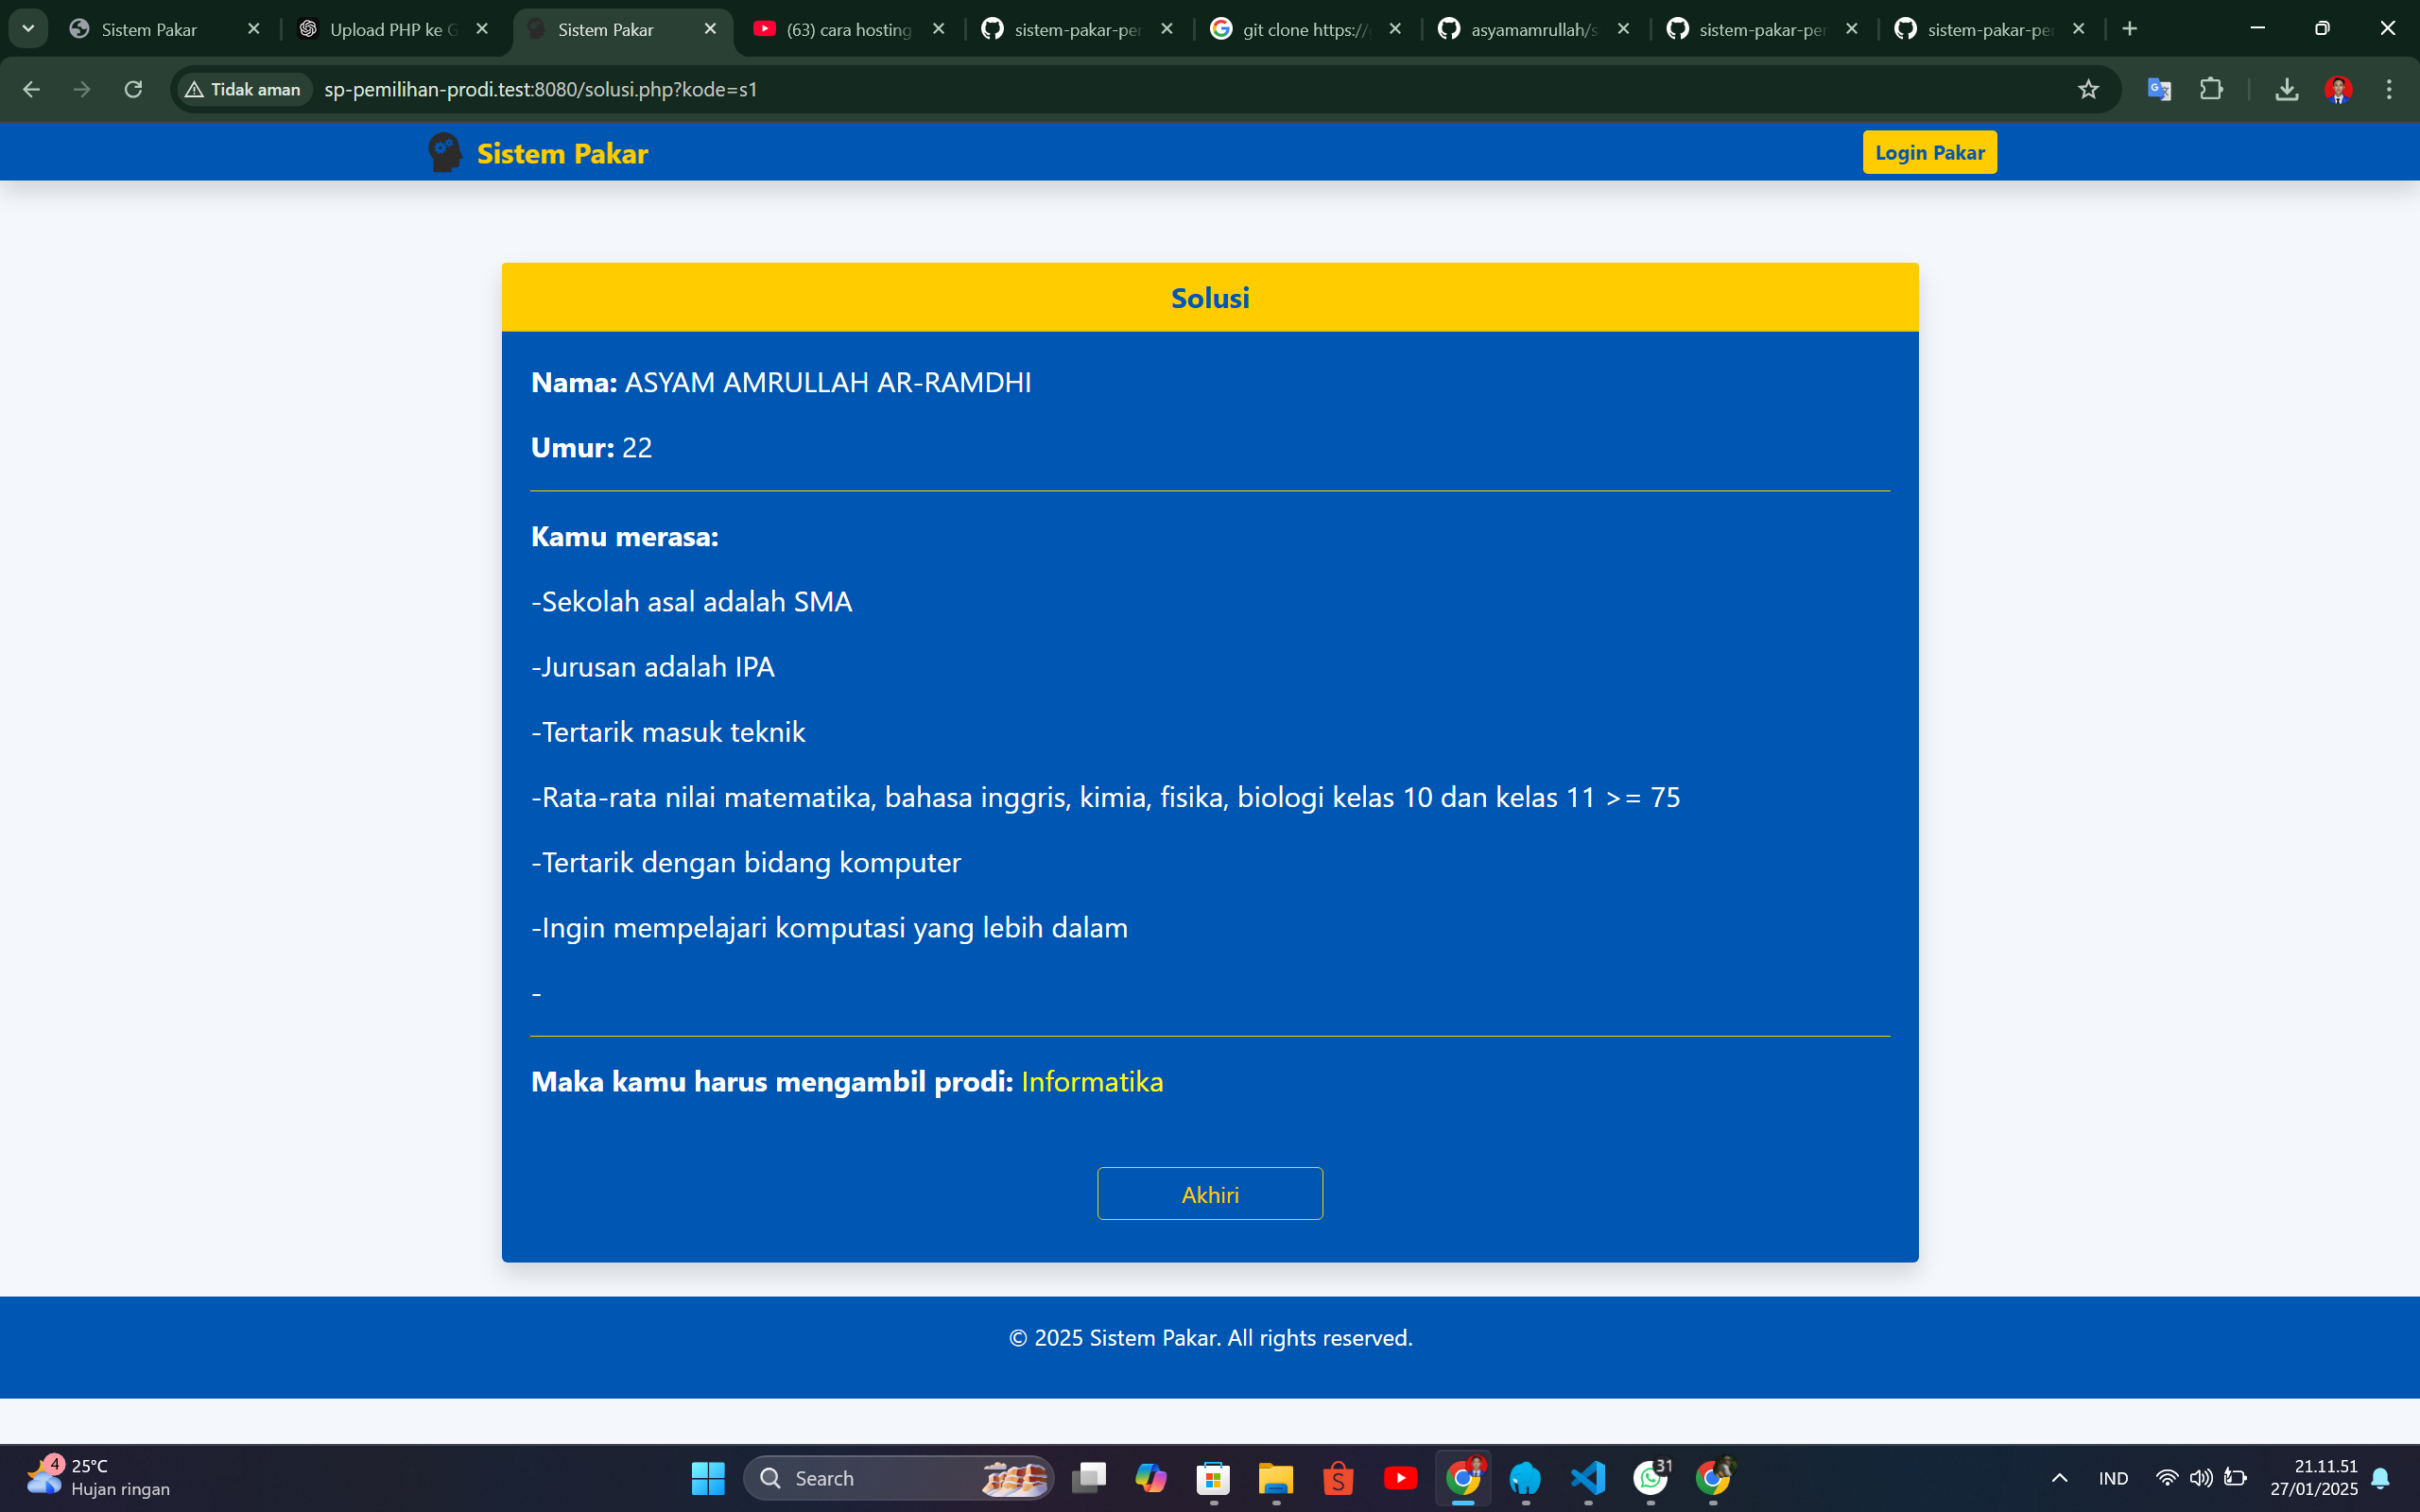 Sistem Pakar
Upload PHP ke G
Sistem Pakar
(63) cara hosting
sistem-pakar-per
git clone https://
asyamamrullah/s
sistem-pakar-per
sistem-pakar-per
Tidak aman
sp-pemilihan-prodi.test:8080/solusi.php?kode=s1
Sistem Pakar
Login Pakar
Solusi
Nama: ASYAM AMRULLAH AR-RAMDHI
Umur: 22
Kamu merasa:
-Sekolah asal adalah SMA
-Jurusan adalah IPA
-Tertarik masuk teknik
-Rata-rata nilai matematika, bahasa inggris, kimia, fisika, biologi kelas 10 dan kelas 11 >= 75
-Tertarik dengan bidang komputer
-Ingin mempelajari komputasi yang lebih dalam
-
Maka kamu harus mengambil prodi: Informatika
Akhiri
© 2025 Sistem Pakar. All rights reserved.
4
25°C
Hujan ringan
Search
31
IND
21.11.51
27/01/2025